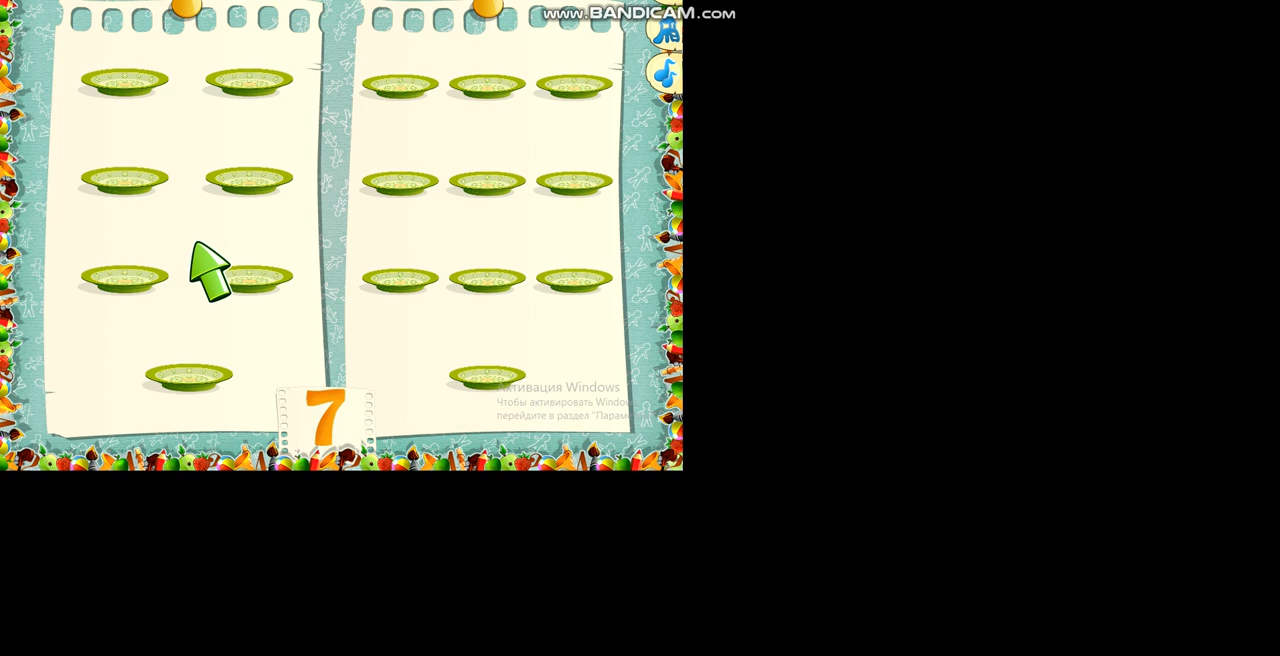 www.BANDICAM.com
Активация Windows
Чтобы активировать Window
перейдите в раздел "Парам
7